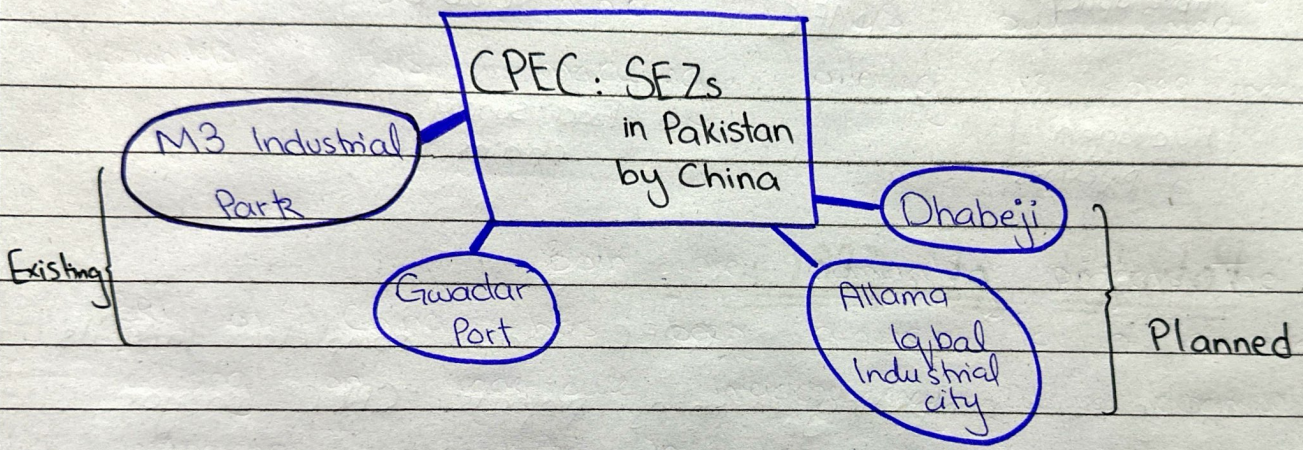 CPEC: SEZs
in Pakistan
by China
M3 Industrial
Park
Existing
Gwadar
Port
Dhabeji
Allama
Iqbal
Industrial
city
Planned